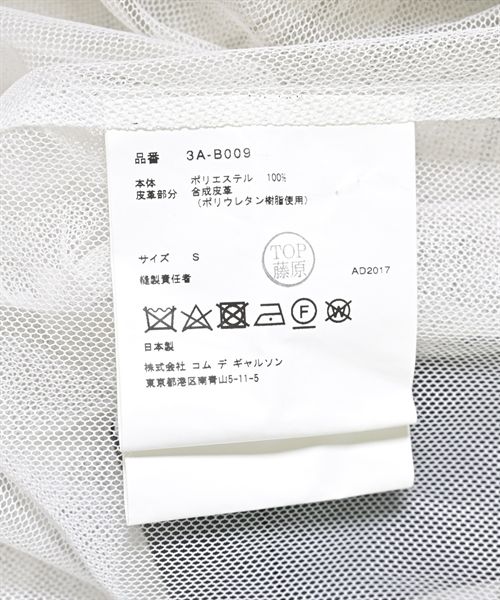 品番 3A-B009
本体 ポリエステル 100%
皮革部分 合成皮革
(ポリウレタン樹脂使用)
サイズ S
TOP
藤原
縫製責任者
AD2017
F W
日本製
株式会社 コム デ ギャルソン
東京都港区南青山5-11-5